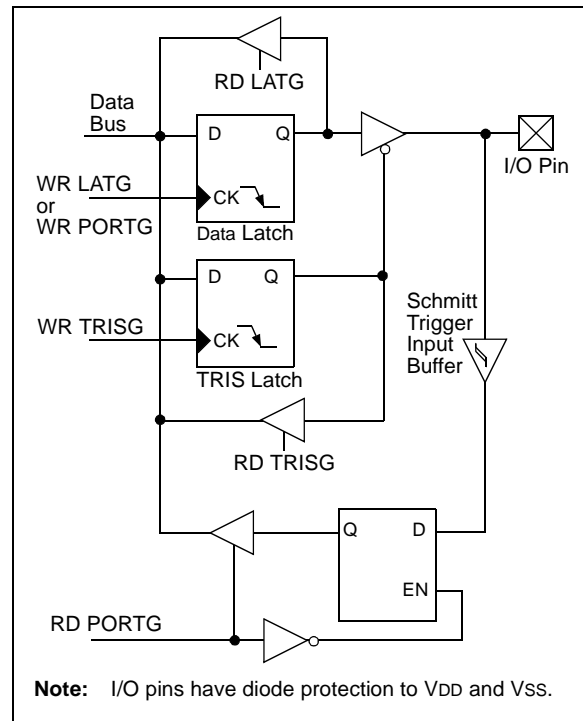 RD LATG
Data
Bus
D
Q
I/O Pin
WR LATG
or
WR PORTG
CK
Data Latch
D
Q
Schmitt
Trigger
Input
Buffer
WR TRISG
CK
TRIS Latch
RD TRISG
Q
D
EN
RD PORTG
Note: I/O pins have diode protection to VDD and VSS.